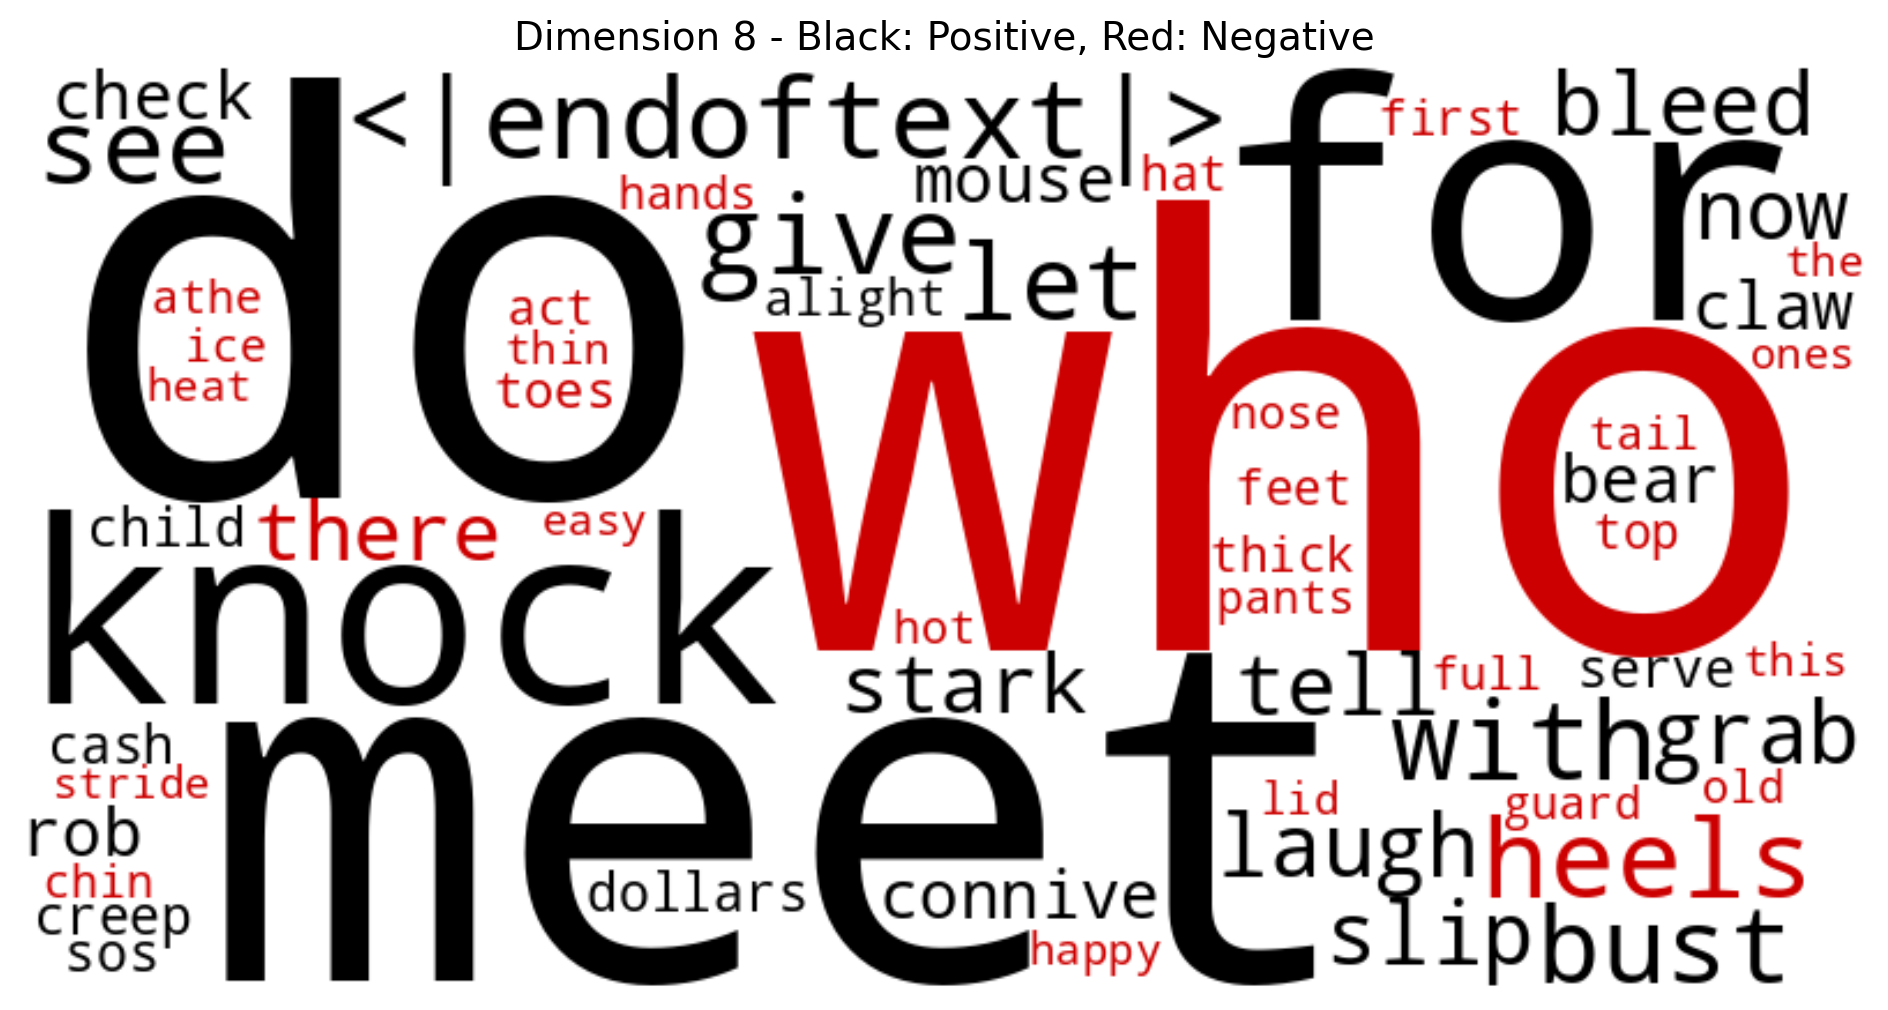 Dimension 8 - Black: Positive, Red: Negative
check
<|endoftext|>
first
bleed
see
do
for
hands
mouse
hat
give
now
alight
let
the
claw
athe
act
ones
ice
thin
heat
toes
who
nose
tail
feet
bear
top
child
there
easy
thick
knock
pants
hot
stark
tell
full
serve
this
cash
with
grab
stride
meet
lid
guard
old
rob
laugh
heels
chin
dollars
connive
creep
slip
bust
sos
happy